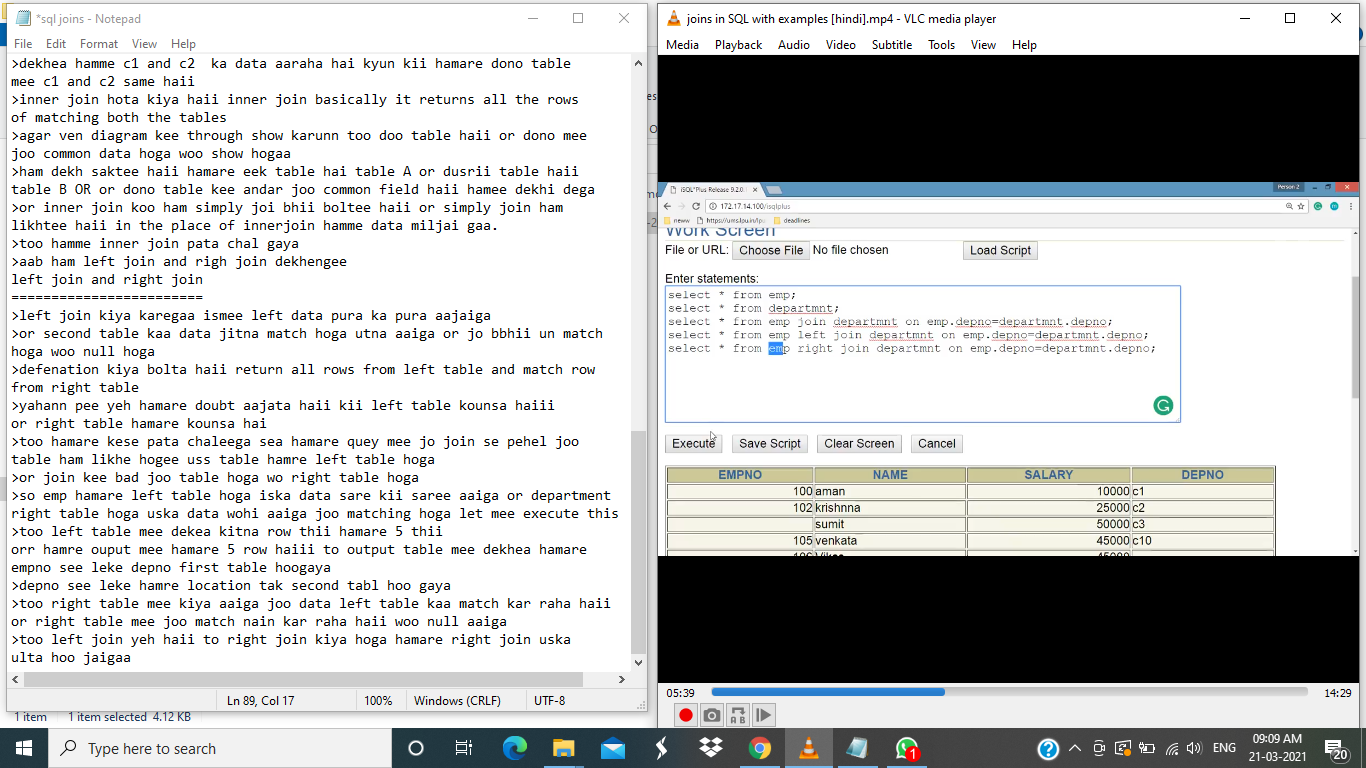 *sql joins - Notepad
File Edit Format View Help
>dekhea hamme c1 and c2  ka data aaraha hai kyun kii hamare dono table
mee c1 and c2 same haii
>inner join hota kiya haii inner join basically it returns all the rows
of matching both the tables
>agar ven diagram kee through show karunn too doo table haii or dono mee
joo common data hoga woo show hogaa
>ham dekh saktee haii hamare eek table hai table A or dusrii table haii
table B OR or dono table kee andar joo common field haii hamee dekhi dega
>or inner join koo ham simply joi bhii boltee haii or simply join ham
likhtee haii in the place of innerjoin hamme data miljai gaa.
>too hamme inner join pata chal gaya
>aab ham left join and righ join dekhengee
left join and right join
========================
>left join kiya karegaa ismee left data pura ka pura aajaiga
>or second table kaa data jitna match hoga utna aaiga or jo bbhii un match
hoga woo null hoga
>defenation kiya bolta haii return all rows from left table and match row
from right table
>yahann pee yeh hamare doubt aajata haii kii left table kounsa haiii
or right table hamare kounsa hai
>too hamare kese pata chaleega sea hamare quey mee jo join se pehel joo
table ham likhe hogee uss table hamre left table hoga
>or join kee bad joo table hoga wo right table hoga
>so emp hamare left table hoga iska data sare kii saree aaiga or department
right table hoga uska data wohi aaiga joo matching hoga let mee execute this
>too left table mee dekea kitna row thii hamare 5 thii
orr hamre ouput mee hamare 5 row haiii to output table mee dekhea hamare
empno see leke depno first table hoogaya
>depno see leke hamre location tak second tabl hoo gaya
>too right table mee kiya aaiga joo data left table kaa match kar raha haii
or right table mee joo match nain kar raha haii woo null aaiga
>too left join yeh haii to right join kiya hoga hamare right join uska
ulta hoo jaigaa
Ln 89, Col 17 100% Windows (CRLF) UTF-8
1 item 1 item selected 4.12 KB
joins in SQL with examples [hindi].mp4 - VLC media player
Media Playback Audio Video Subtitle Tools View Help
iSQL*Plus Release 9.2.0.
Person 2
172.17.14.100/isqlplus
neww https://ums.lpu.in/lpu deadlines
Work Screen
File or URL: Choose File No file chosen Load Script
Enter statements:
select * from emp;
select * from departmnt;
select * from emp join departmnt on emp.depno=departmnt.depno;
select * from emp left join departmnt on emp.depno=departmnt.depno;
select * from emp right join departmnt on emp.depno=departmnt.depno;
Execute Save Script Clear Screen Cancel
EMPNO NAME SALARY DEPNO
100 aman 10000 c1
102 krishnna 25000 c2
sumit 50000 c3
105 venkata 45000 c10
05:39 14:29
Type here to search
1
ENG
09:09 AM
21-03-2021
20